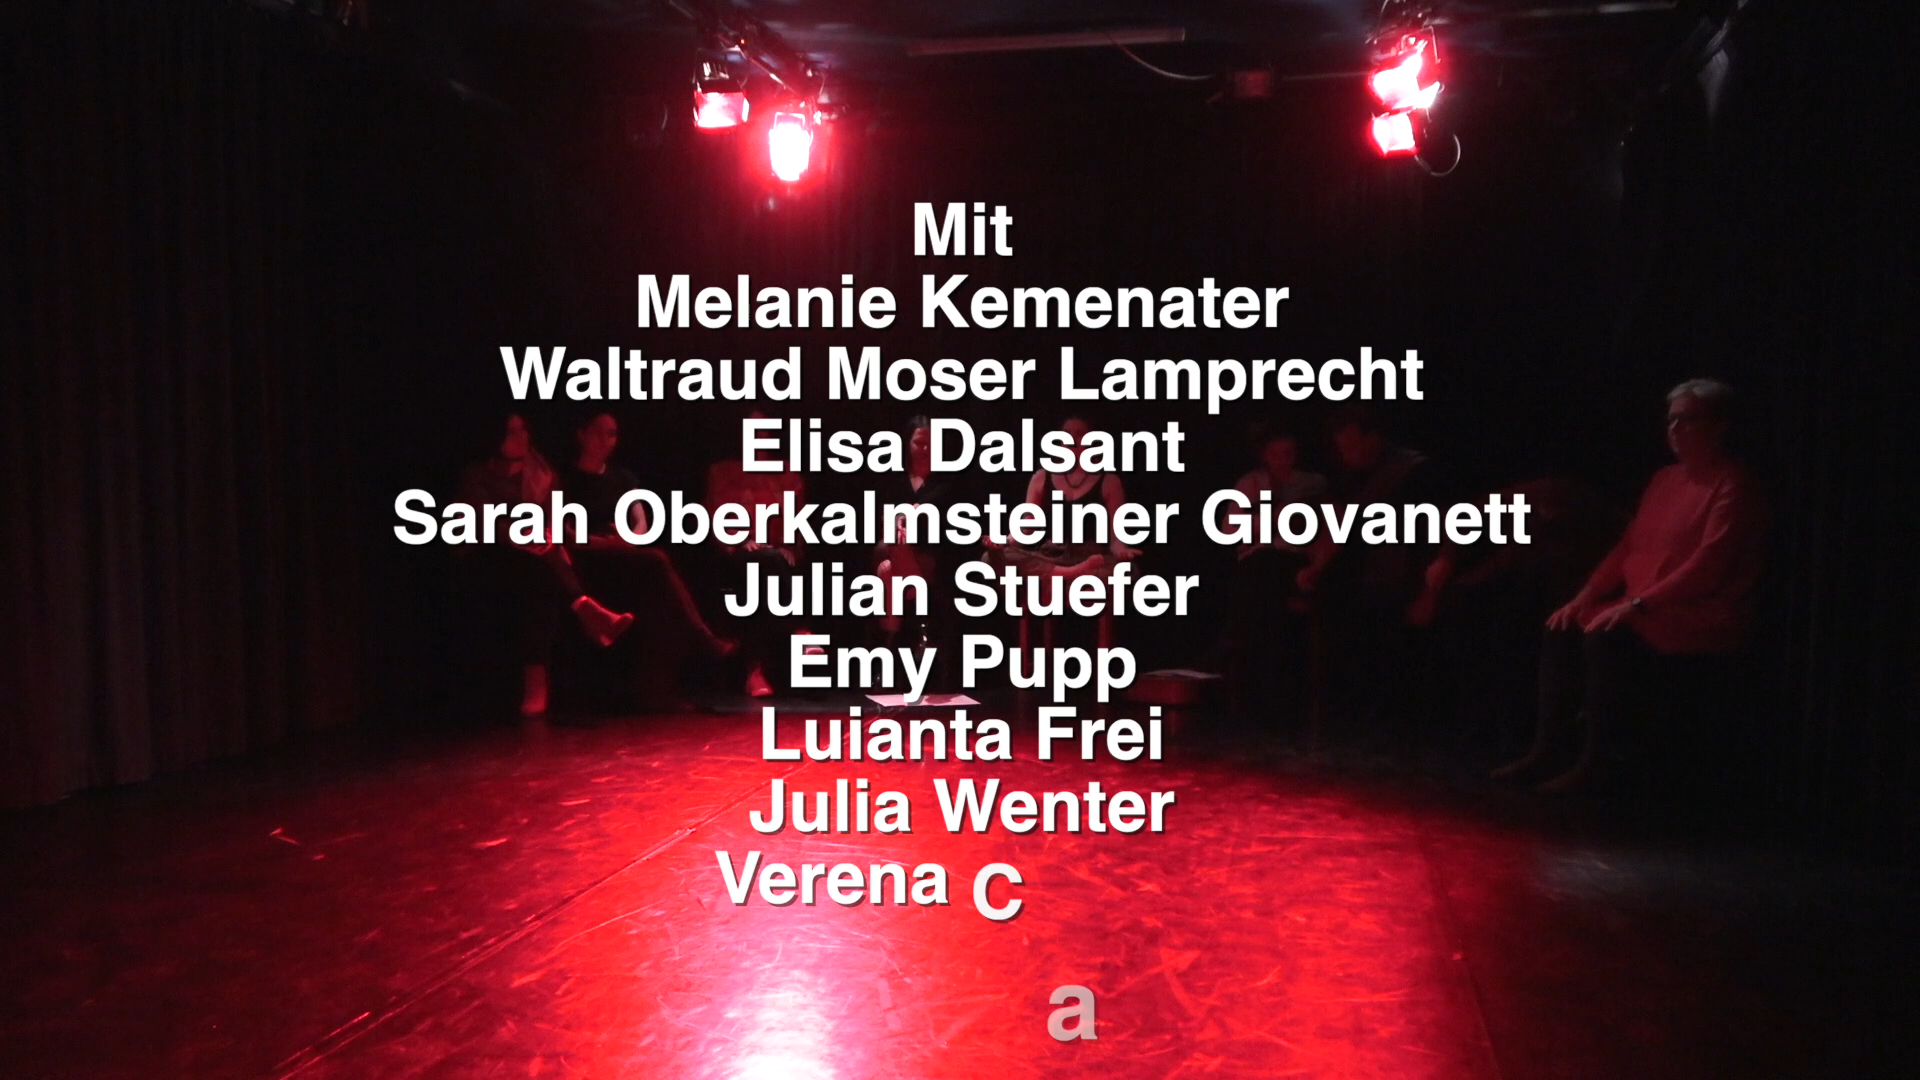 Mit
Melanie Kemenater
Waltraud Moser Lamprecht
Elisa Dalsant
Sarah Oberkalmsteiner Giovanett
Julian Stuefer
Emy Pupp
Luianta Frei
Julia Wenter
Verena C a